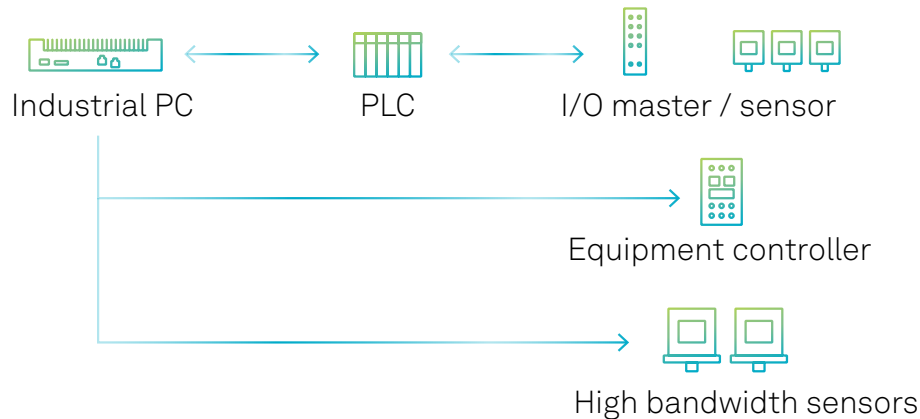 Industrial PC
PLC
I/O master / sensor
Equipment controller
High bandwidth sensors